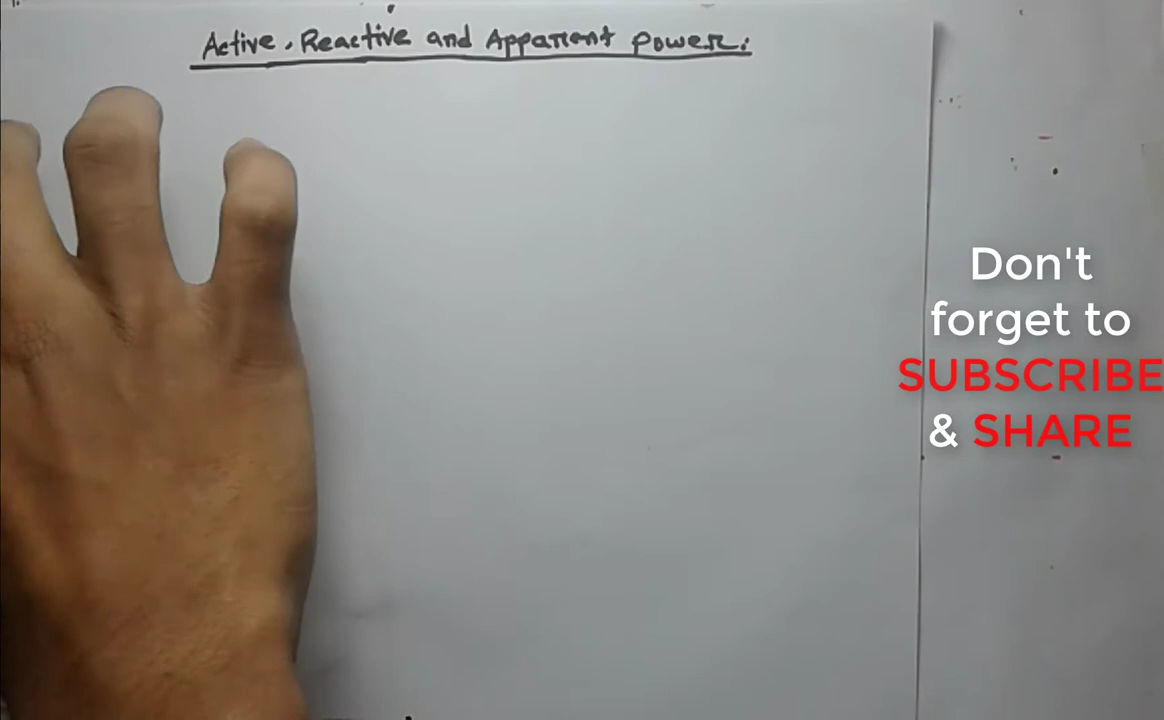 Active, Reactive and Apparent power:
Don't
forget to
SUBSCRIBE
& SHARE